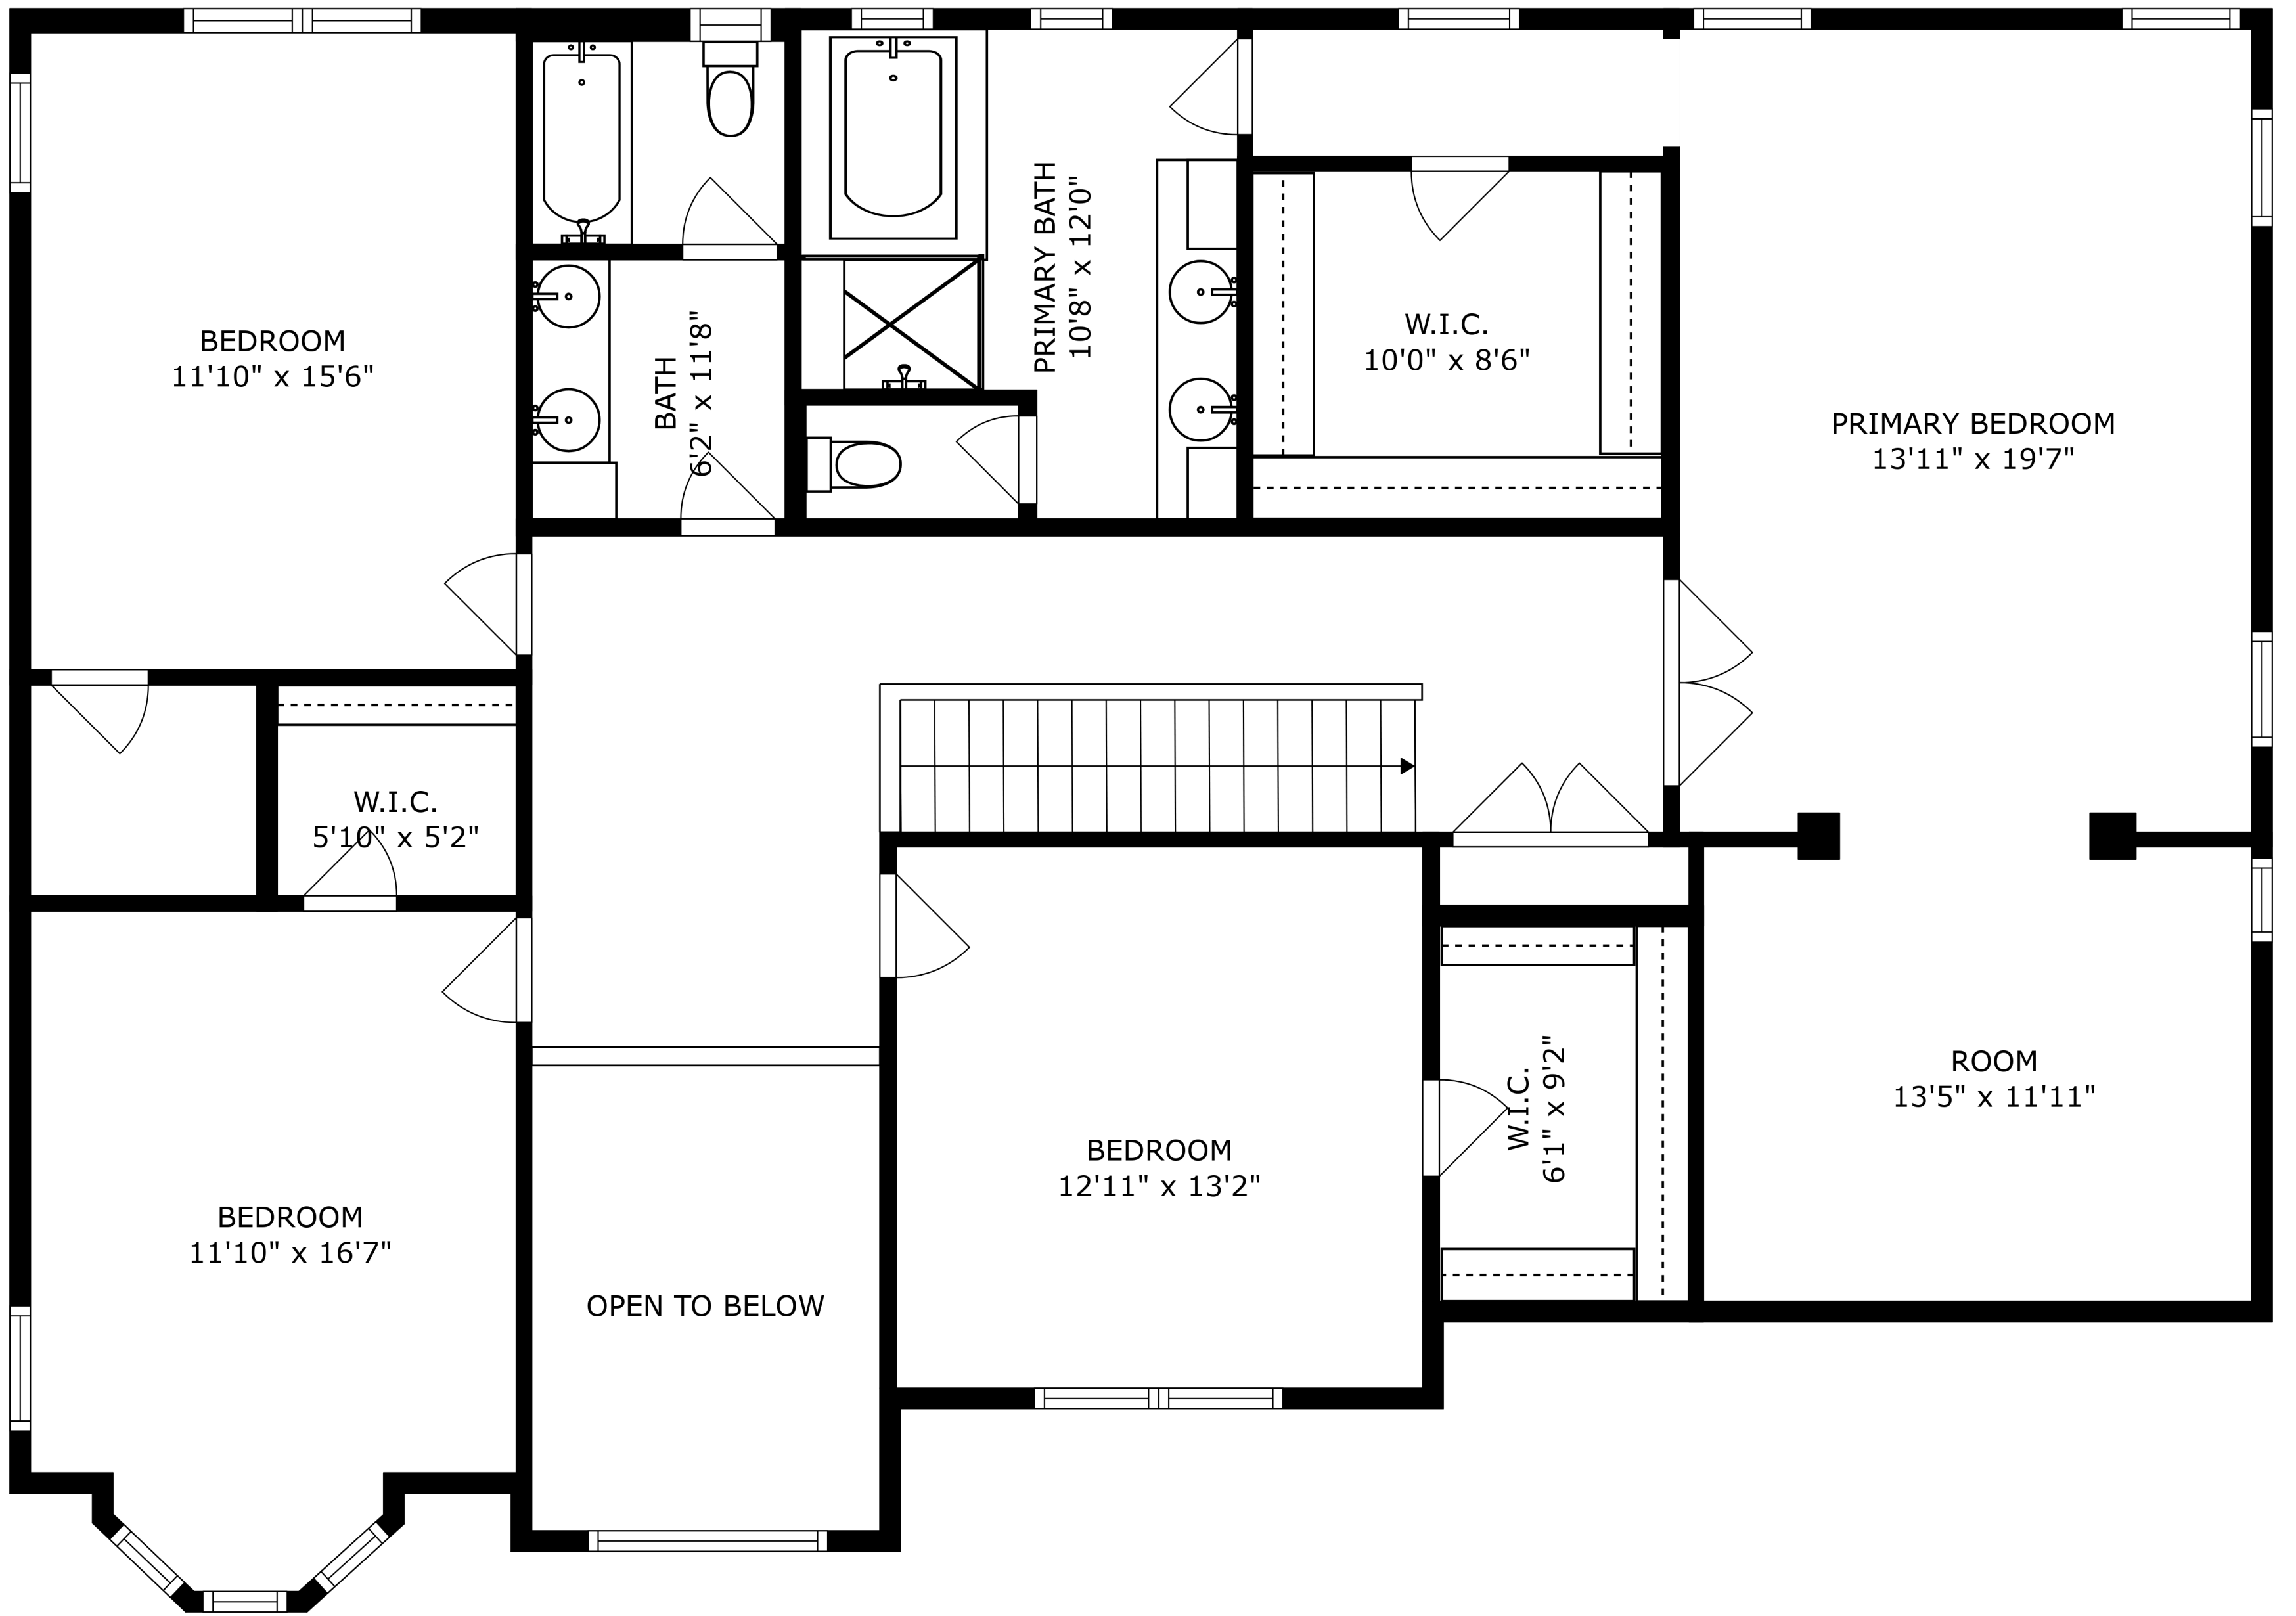 BEDROOM
11'10" x 15'6"
BATH
6'2" x 11'8"
PRIMARY BATH
10'8" x 12'0"
W.I.C.
10'0" x 8'6"
PRIMARY BEDROOM
13'11" x 19'7"
W.I.C.
5'10" x 5'2"
BEDROOM
11'10" x 16'7"
OPEN TO BELOW
BEDROOM
12'11" x 13'2"
W.I.C.
6'1" x 9'2"
ROOM
13'5" x 11'11"